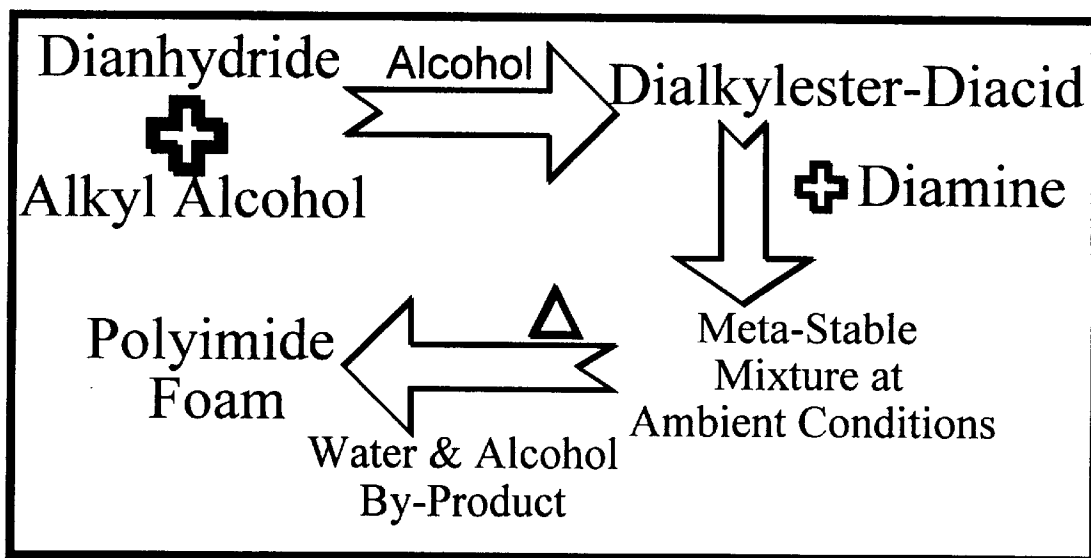 Dianhydride
Alkyl Alcohol
Alcohol
Dialkylester-Diacid
Diamine
Meta-Stable
Mixture at
Ambient Conditions
Δ
Water & Alcohol
By-Product
Polyimide
Foam